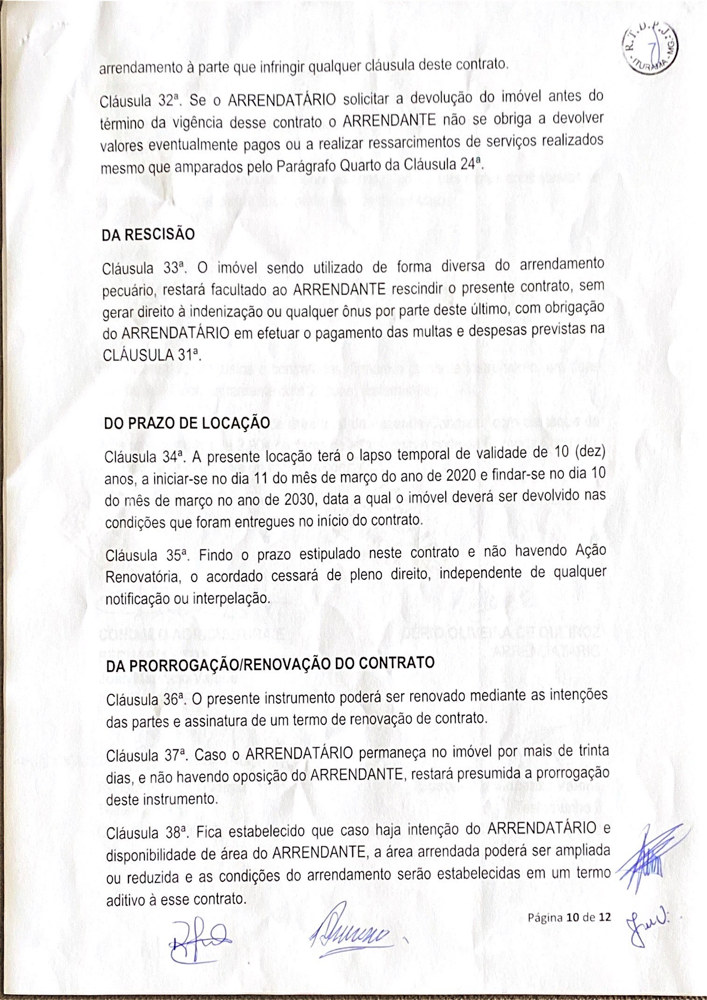 R.T.D.P.J.
- ITURAMA - MG.
arrendamento à parte que infringir qualquer cláusula deste contrato.
Cláusula 32ª. Se o ARRENDATÁRIO solicitar a devolução do imóvel antes do
término da vigência desse contrato o ARRENDANTE não se obriga a devolver
valores eventualmente pagos ou a realizar ressarcimentos de serviços realizados
mesmo que amparados pelo Parágrafo Quarto da Cláusula 24ª.
DA RESCISÃO
Cláusula 33ª. O imóvel sendo utilizado de forma diversa do arrendamento
pecuário, restará facultado ao ARRENDANTE rescindir o presente contrato, sem
gerar direito à indenização ou qualquer ônus por parte deste último, com obrigação
do ARRENDATÁRIO em efetuar o pagamento das multas e despesas previstas na
CLÁUSULA 31ª.
DO PRAZO DE LOCAÇÃO
Cláusula 34ª. A presente locação terá o lapso temporal de validade de 10 (dez)
anos, a iniciar-se no dia 11 do mês de março do ano de 2020 e findar-se no dia 10
do mês de março no ano de 2030, data a qual o imóvel deverá ser devolvido nas
condições que foram entregues no início do contrato.
Cláusula 35ª. Findo o prazo estipulado neste contrato e não havendo Ação
Renovatória, o acordado cessará de pleno direito, independente de qualquer
notificação ou interpelação.
DA PRORROGAÇÃO/RENOVAÇÃO DO CONTRATO
Cláusula 36ª. O presente instrumento poderá ser renovado mediante as intenções
das partes e assinatura de um termo de renovação de contrato.
Cláusula 37ª. Caso o ARRENDATÁRIO permaneça no imóvel por mais de trinta
dias, e não havendo oposição do ARRENDANTE, restará presumida a prorrogação
deste instrumento.
Cláusula 38ª. Fica estabelecido que caso haja intenção do ARRENDATÁRIO e
disponibilidade de área do ARRENDANTE, a área arrendada poderá ser ampliada
ou reduzida e as condições do arrendamento serão estabelecidas em um termo
aditivo à esse contrato.
Página 10 de 12